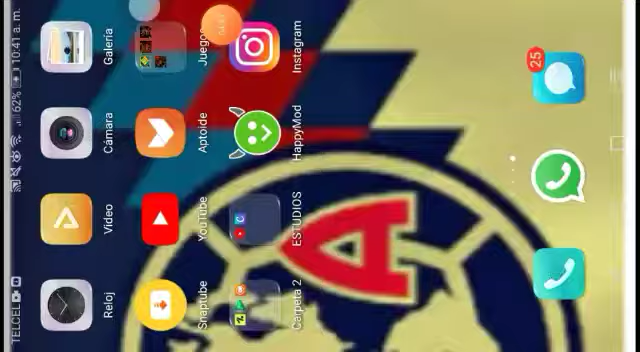 TELCEL 62% 10:41 a. m.
Reloj Video Cámara Galería
Snaptube YouTube Aptoide Juegos
Carpeta 2 ESTUDIOS HappyMod Instagram
25
A